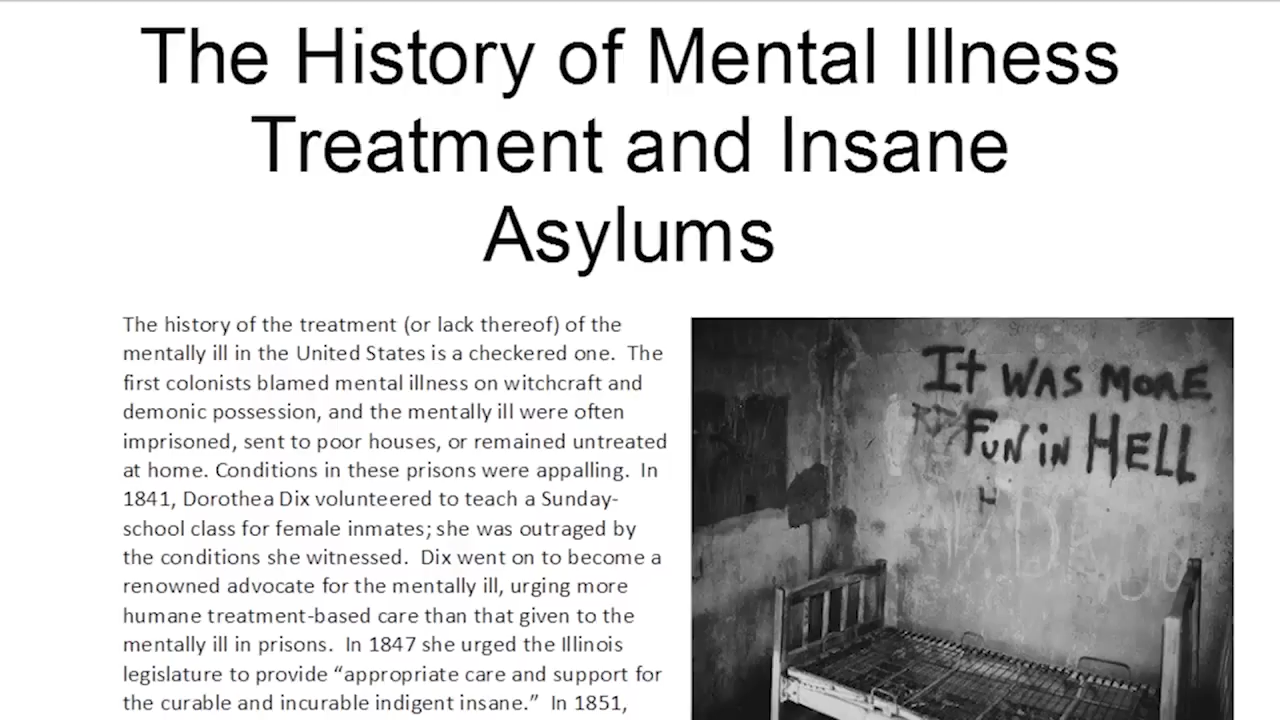 The History of Mental Illness
Treatment and Insane
Asylums
The history of the treatment (or lack thereof) of the
mentally ill in the United States is a checkered one.  The
first colonists blamed mental illness on witchcraft and
demonic possession, and the mentally ill were often
imprisoned, sent to poor houses, or remained untreated
at home. Conditions in these prisons were appalling.  In
1841, Dorothea Dix volunteered to teach a Sunday-
school class for female inmates; she was outraged by
the conditions she witnessed.  Dix went on to become a
renowned advocate for the mentally ill, urging more
humane treatment-based care than that given to the
mentally ill in prisons.  In 1847 she urged the Illinois
legislature to provide “appropriate care and support for
the curable and incurable indigent insane.”  In 1851,
It WAS MORE
FUN in HELL